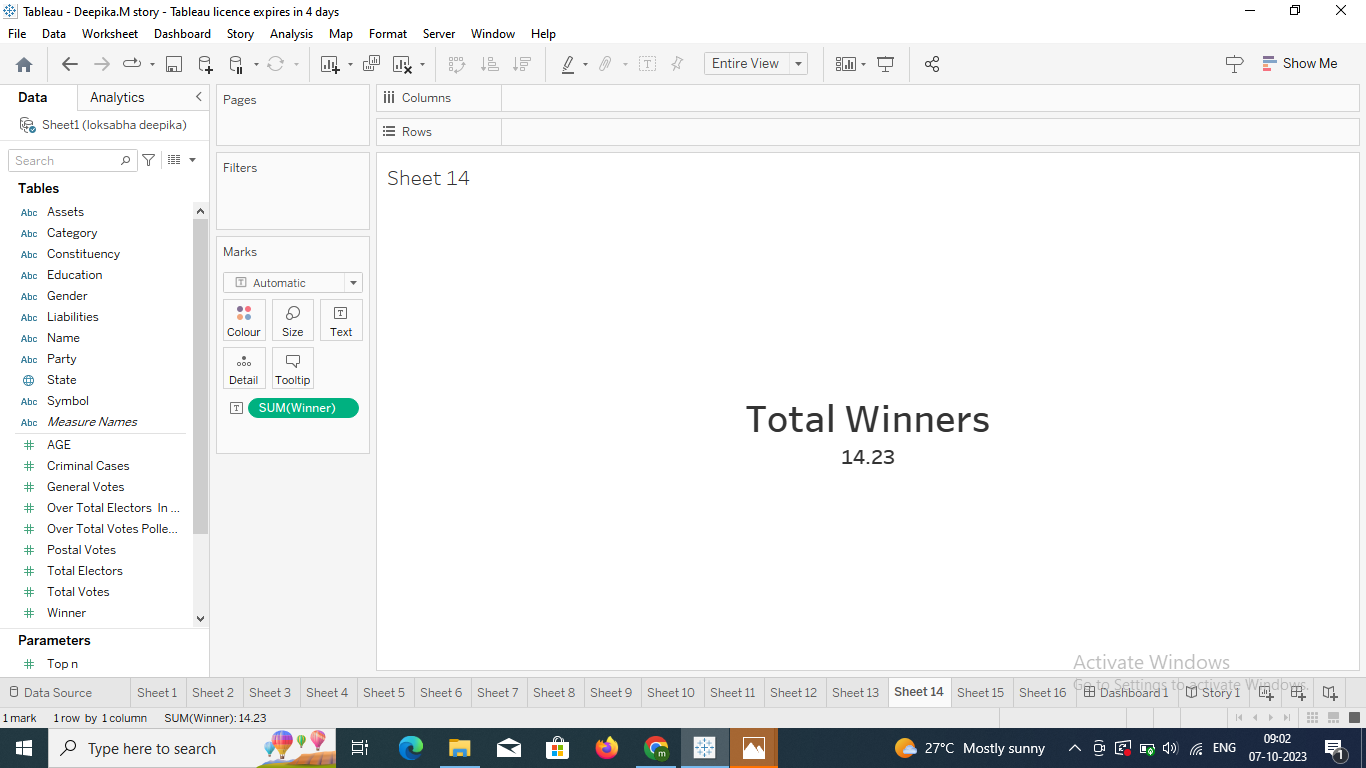 Tableau - Deepika.M story - Tableau licence expires in 4 days
File Data Worksheet Dashboard Story Analysis Map Format Server Window Help
Entire View
Show Me
Data Analytics
Sheet1 (loksabha deepika)
Search
Tables
Abc Assets
Abc Category
Abc Constituency
Abc Education
Abc Gender
Abc Liabilities
Abc Name
Abc Party
State
Abc Symbol
Abc Measure Names
# AGE
# Criminal Cases
# General Votes
# Over Total Electors In ...
# Over Total Votes Polle...
# Postal Votes
# Total Electors
# Total Votes
# Winner
Parameters
# Top n
Pages
Filters
Marks
T Automatic
Colour Size Text
Detail Tooltip
T SUM(Winner)
Columns
Rows
Sheet 14
Total Winners
14.23
Activate Windows
Go to Settings to activate Windows.
Data Source Sheet 1 Sheet 2 Sheet 3 Sheet 4 Sheet 5 Sheet 6 Sheet 7 Sheet 8 Sheet 9 Sheet 10 Sheet 11 Sheet 12 Sheet 13 Sheet 14 Sheet 15 Sheet 16 Dashboard 1 Story 1
1 mark 1 row by 1 column SUM(Winner): 14.23
Type here to search
27°C Mostly sunny
ENG
09:02
07-10-2023
1